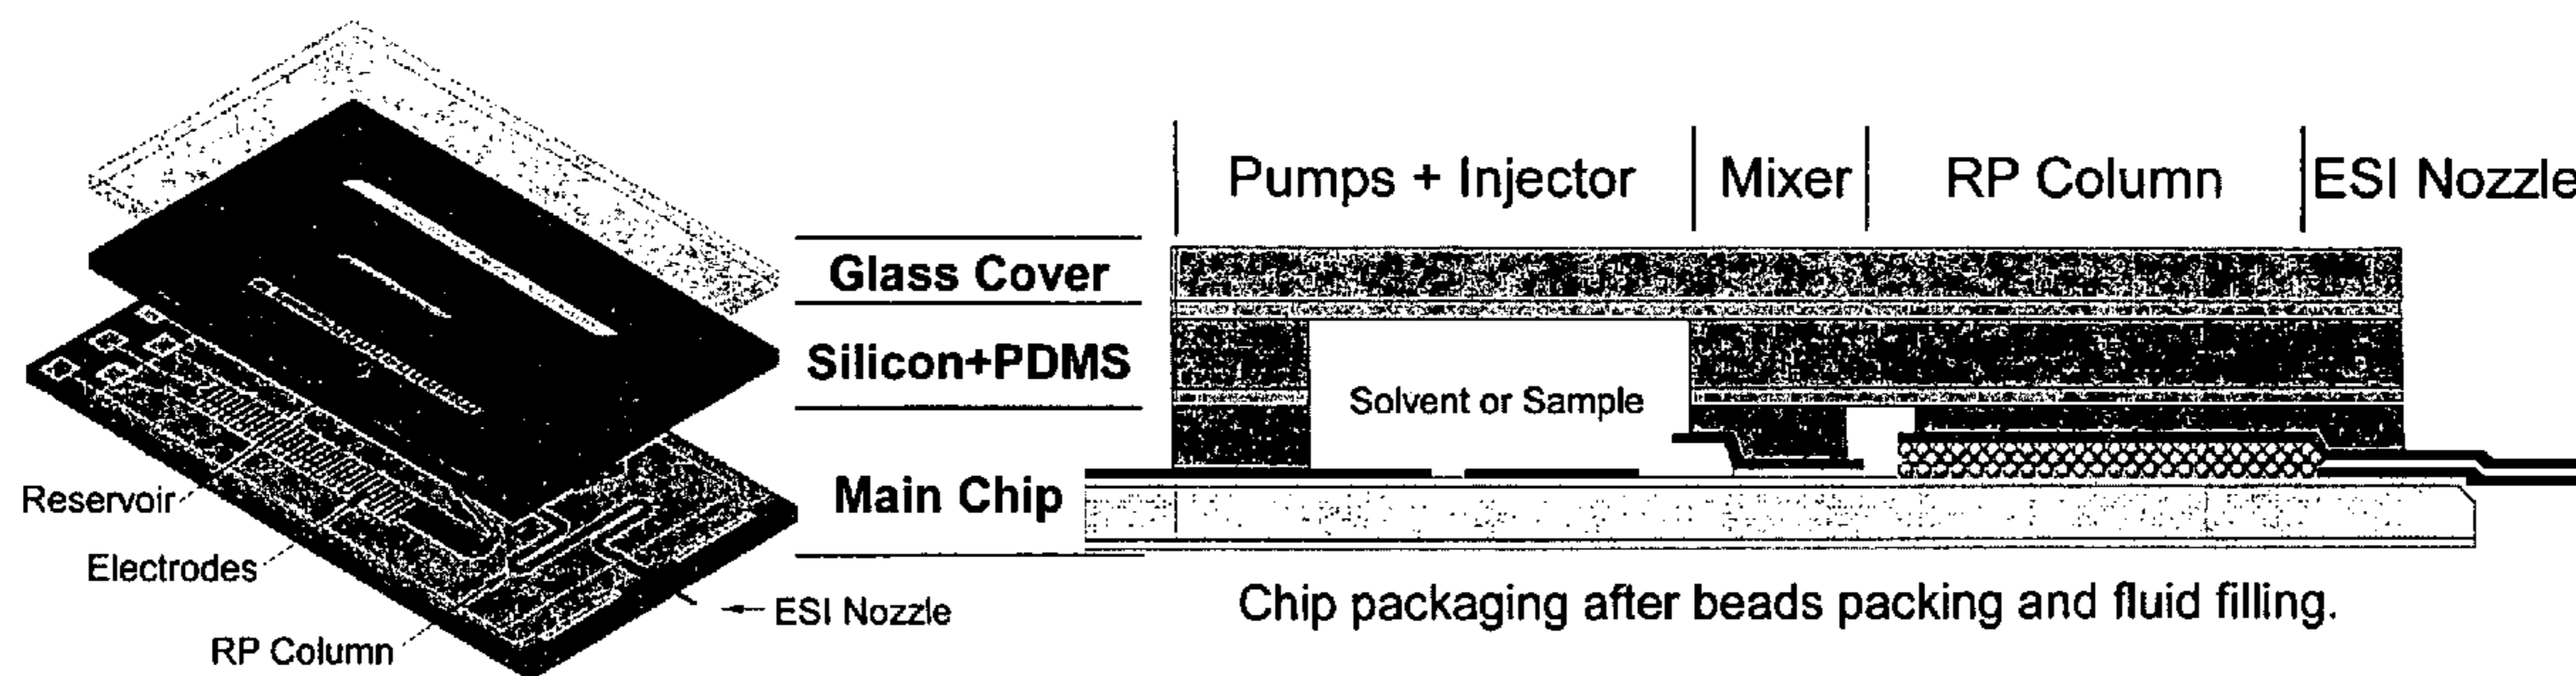 Pumps + Injector
Mixer
RP Column
ESI Nozzle
Glass Cover
Silicon+PDMS
Solvent or Sample
Main Chip
Reservoir
Electrodes
RP Column
ESI Nozzle
Chip packaging after beads packing and fluid filling.